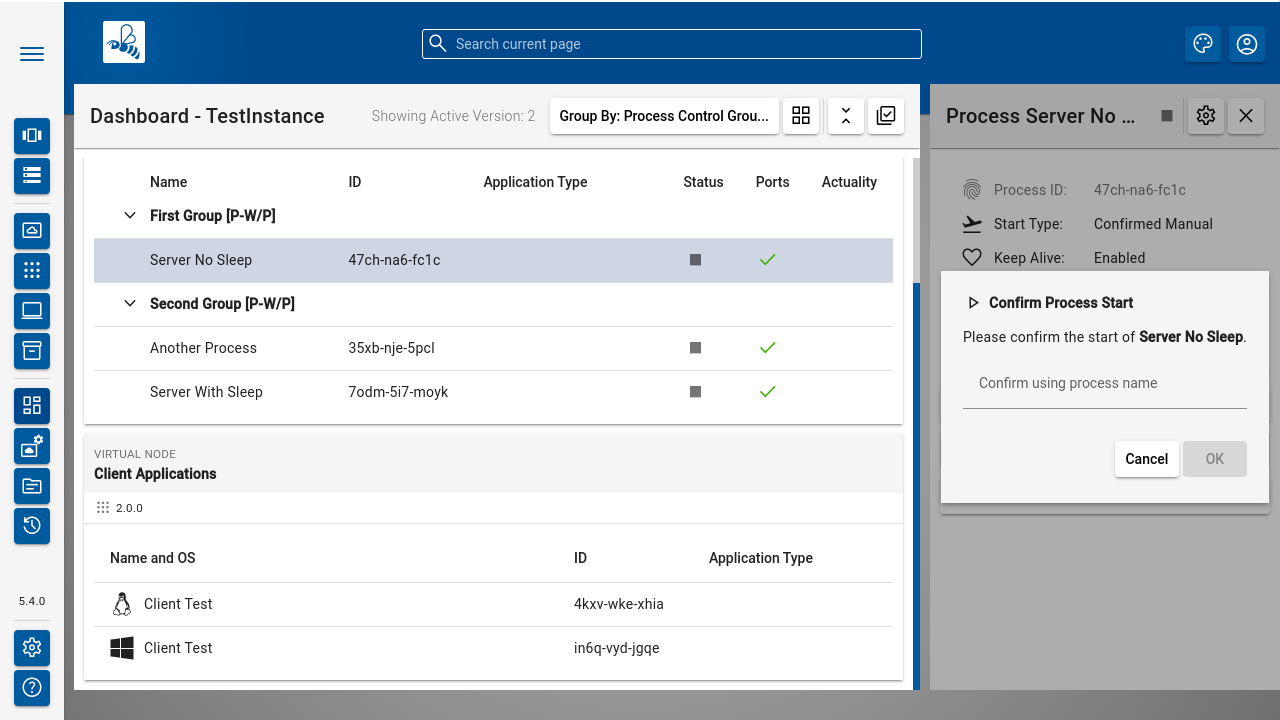 Search current page
Dashboard - TestInstance
Showing Active Version: 2
Group By: Process Control Grou...
Name ID Application Type Status Ports Actuality
First Group [P-W/P]
Server No Sleep 47ch-na6-fc1c
Second Group [P-W/P]
Another Process 35xb-nje-5pcl
Server With Sleep 7odm-5i7-moyk
VIRTUAL NODE
Client Applications
2.0.0
Name and OS ID Application Type
Client Test 4kxv-wke-xhia
Client Test in6q-vyd-jgqe
Process Server No ...
Process ID: 47ch-na6-fc1c
Start Type: Confirmed Manual
Keep Alive: Enabled
Confirm Process Start
Please confirm the start of Server No Sleep.
Confirm using process name
Cancel OK
5.4.0